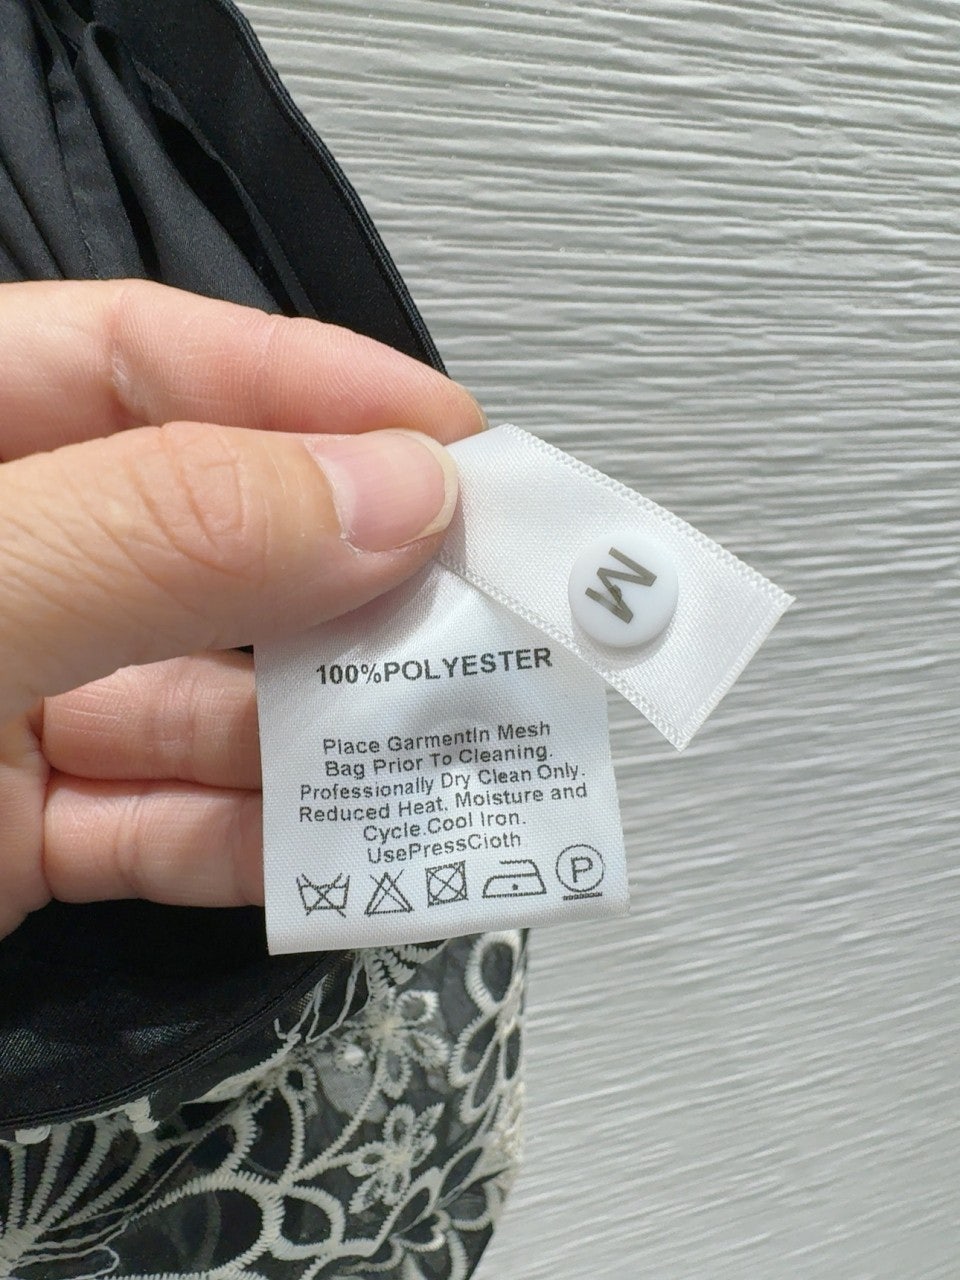 M
100%POLYESTER
Place GarmentIn Mesh
Bag Prior To Cleaning.
Professionally Dry Clean Only.
Reduced Heat, Moisture and
Cycle.Cool Iron.
UsePressCloth
P